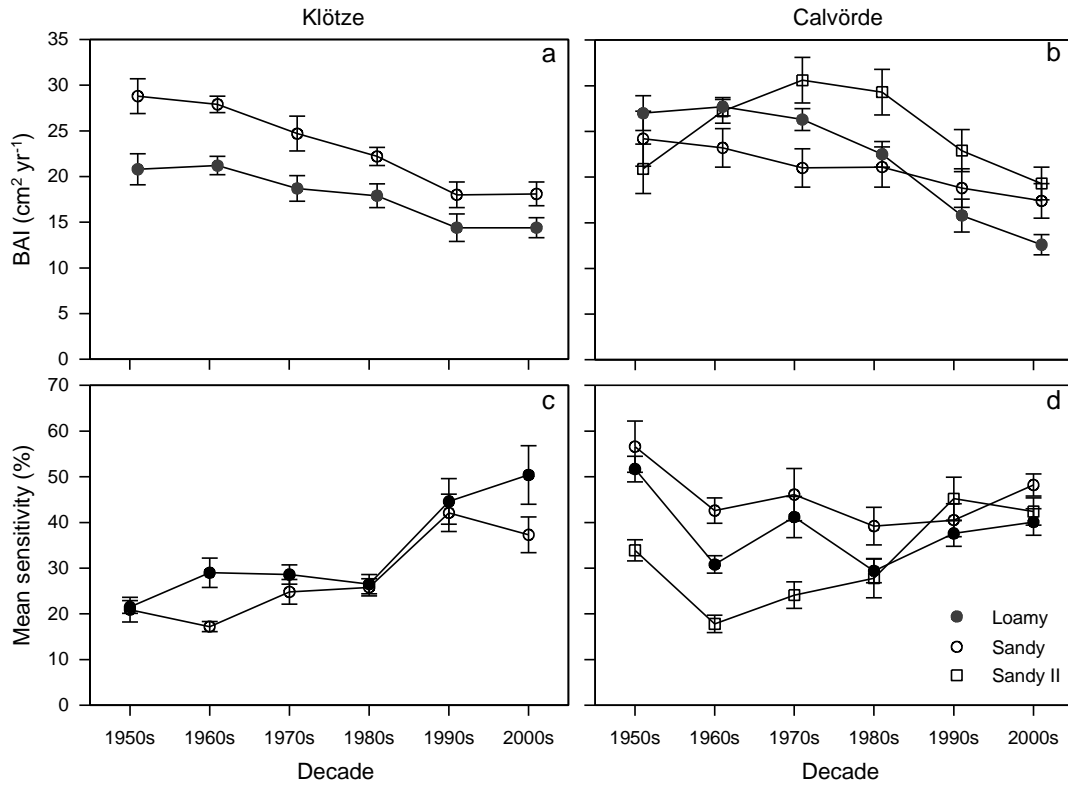 Klötze
Calvörde
BAI (cm² yr⁻¹)
35
30
25
20
15
10
5
0
a
b
Mean sensitivity (%)
70
60
50
40
30
20
10
0
c
d
Loamy
Sandy
Sandy II
1950s 1960s 1970s 1980s 1990s 2000s
1950s 1960s 1970s 1980s 1990s 2000s
Decade
Decade